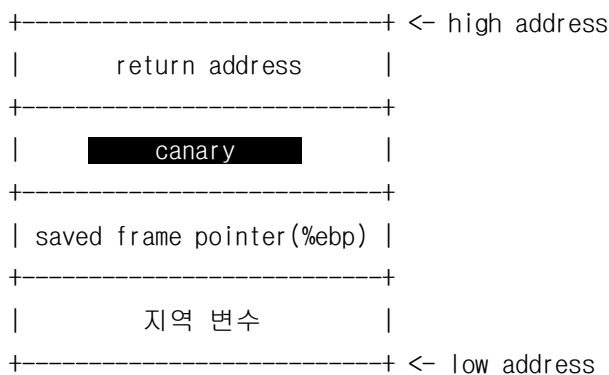 +---------------------------+ <- high address
|       return address      |
+---------------------------+
|           canary          |
+---------------------------+
| saved frame pointer(%ebp) |
+---------------------------+
|         지역 변수         |
+---------------------------+ <- low address